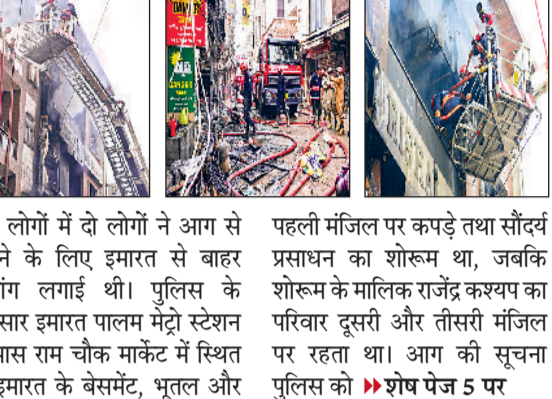 DANGER
लोगों में दो लोगों ने आग से
ने के लिए इमारत से बाहर
ांग लगाई थी। पुलिस के
सार इमारत पालम मेट्रो स्टेशन
ास राम चौक मार्केट में स्थित
इमारत के बेसमेंट, भूतल और
पहली मंजिल पर कपड़े तथा सौंदर्य
प्रसाधन का शोरूम था, जबकि
शोरूम के मालिक राजेंद्र कश्यप का
परिवार दूसरी और तीसरी मंजिल
पर रहता था। आग की सूचना
पुलिस को शेष पेज 5 पर